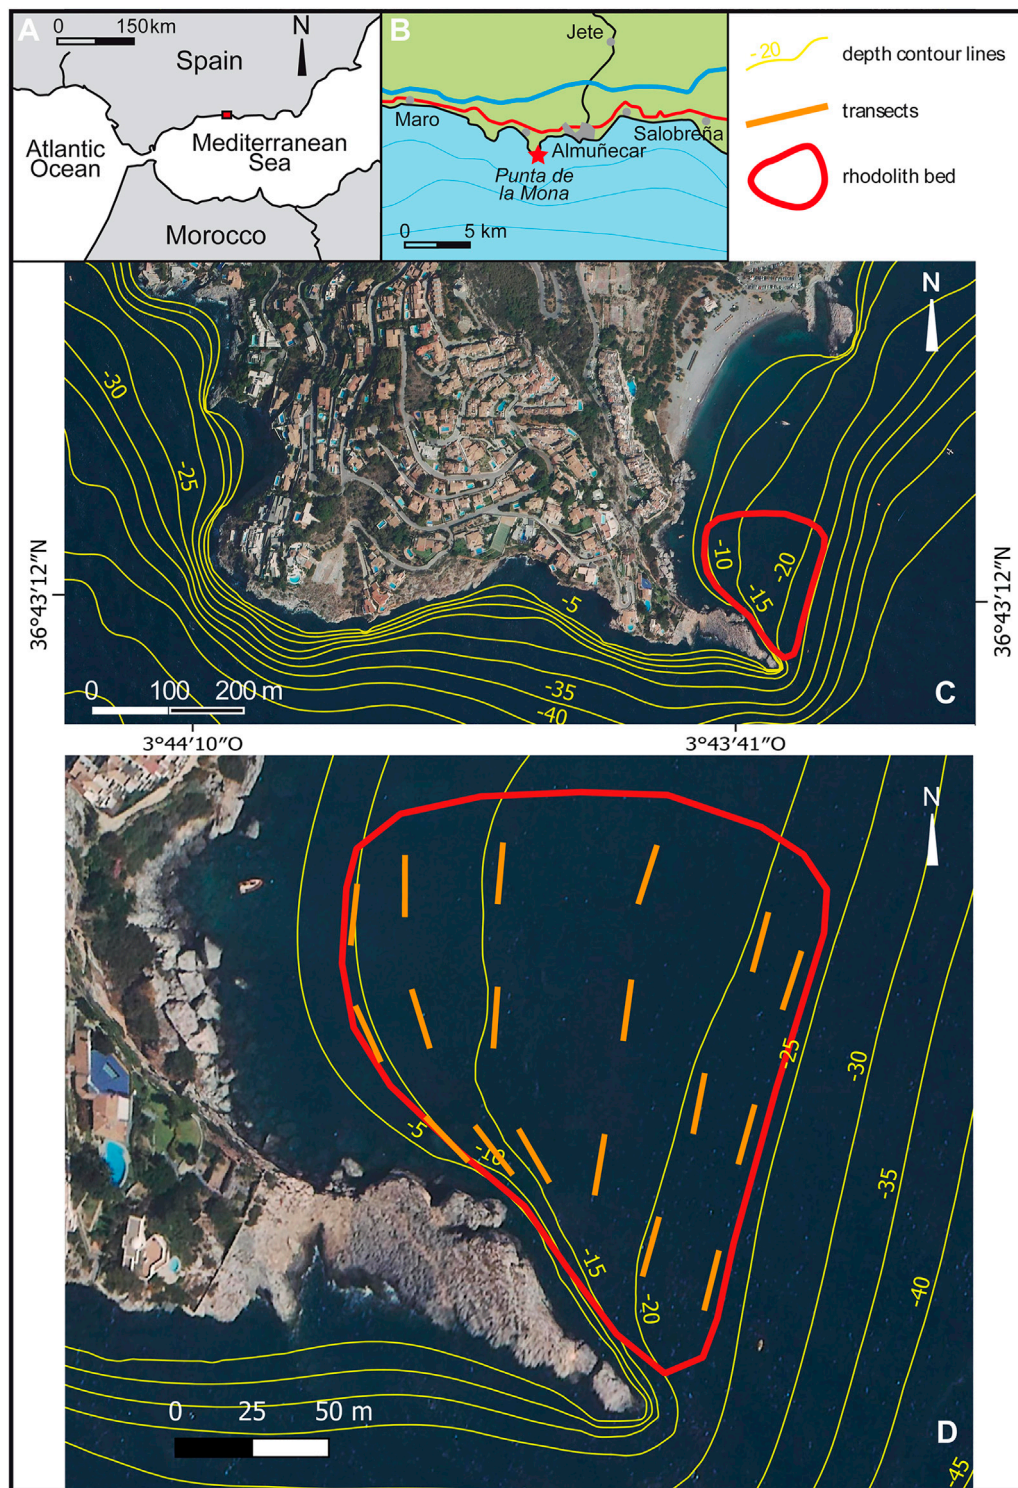 A
0 150km
N
Spain
Atlantic
Ocean
Mediterranean
Sea
Morocco
B
Jete
Maro
Salobreña
Almuñecar
Punta de
la Mona
0 5 km
-20
depth contour lines
transects
rhodolith bed
N
-30
-25
-10
-20
-15
-5
36°43'12"N
36°43'12"N
-35
-40
0 100 200 m
C
3°44'10"O
3°43'41"O
N
-25
-30
-5
-10
-35
-15
-20
-40
0 25 50 m
D
-45